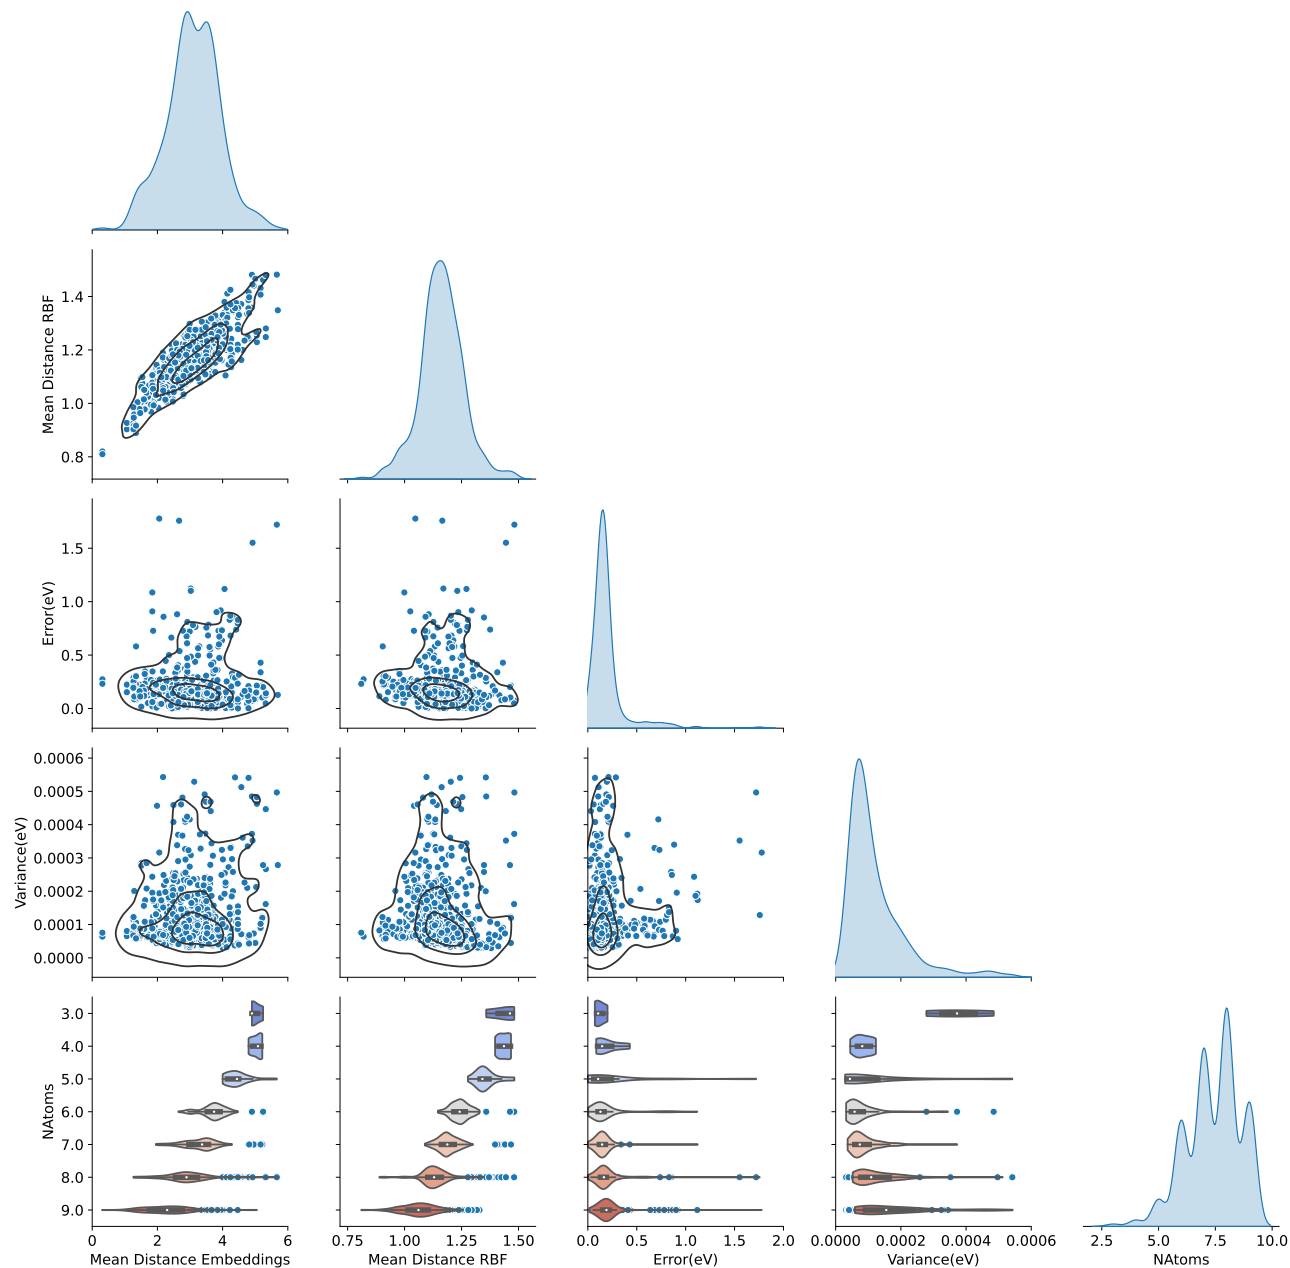 Mean Distance RBF
1.4
1.2
1.0
0.8
Error(eV)
1.5
1.0
0.5
0.0
Variance(eV)
0.0006
0.0005
0.0004
0.0003
0.0002
0.0001
0.0000
NAtoms
3.0
4.0
5.0
6.0
7.0
8.0
9.0
0 2 4 6
Mean Distance Embeddings
0.75 1.00 1.25 1.50
Mean Distance RBF
0.0 0.5 1.0 1.5 2.0
Error(eV)
0.0000 0.0002 0.0004 0.0006
Variance(eV)
2.5 5.0 7.5 10.0
NAtoms